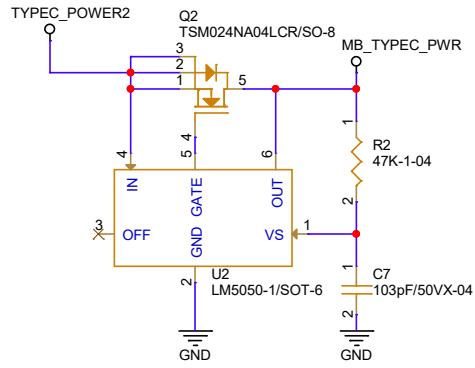 TYPEC_POWER2
Q2
TSM024NA04LCR/SO-8
MB_TYPEC_PWR
3
2
1
5
4
4
5
6
1
R2
47K-1-04
2
IN
GATE
OUT
3
OFF
GND
VS
1
2
U2
LM5050-1/SOT-6
1
C7
103pF/50VX-04
2
GND
GND